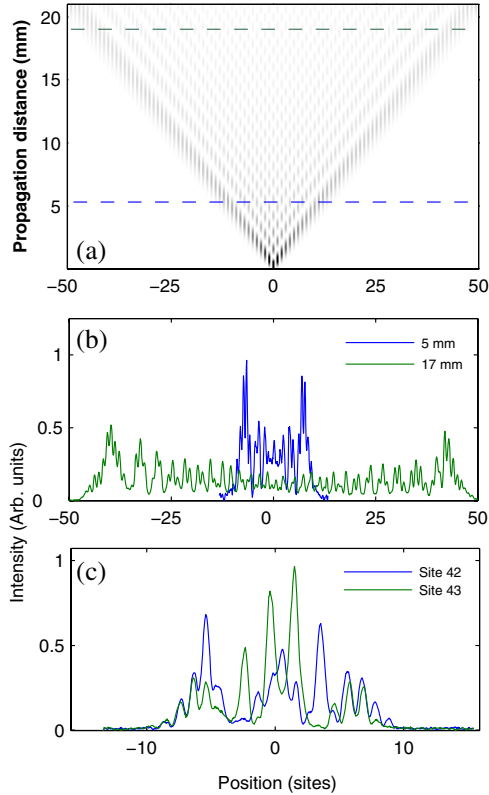 Propagation distance (mm)
20
15
10
5
(a)
-50
-25
0
25
50
(b)
5 mm
17 mm
1
0.5
0
-50
-25
0
25
50
Intensity (Arb. units)
(c)
Site 42
Site 43
1
0.5
0
-10
0
10
Position (sites)